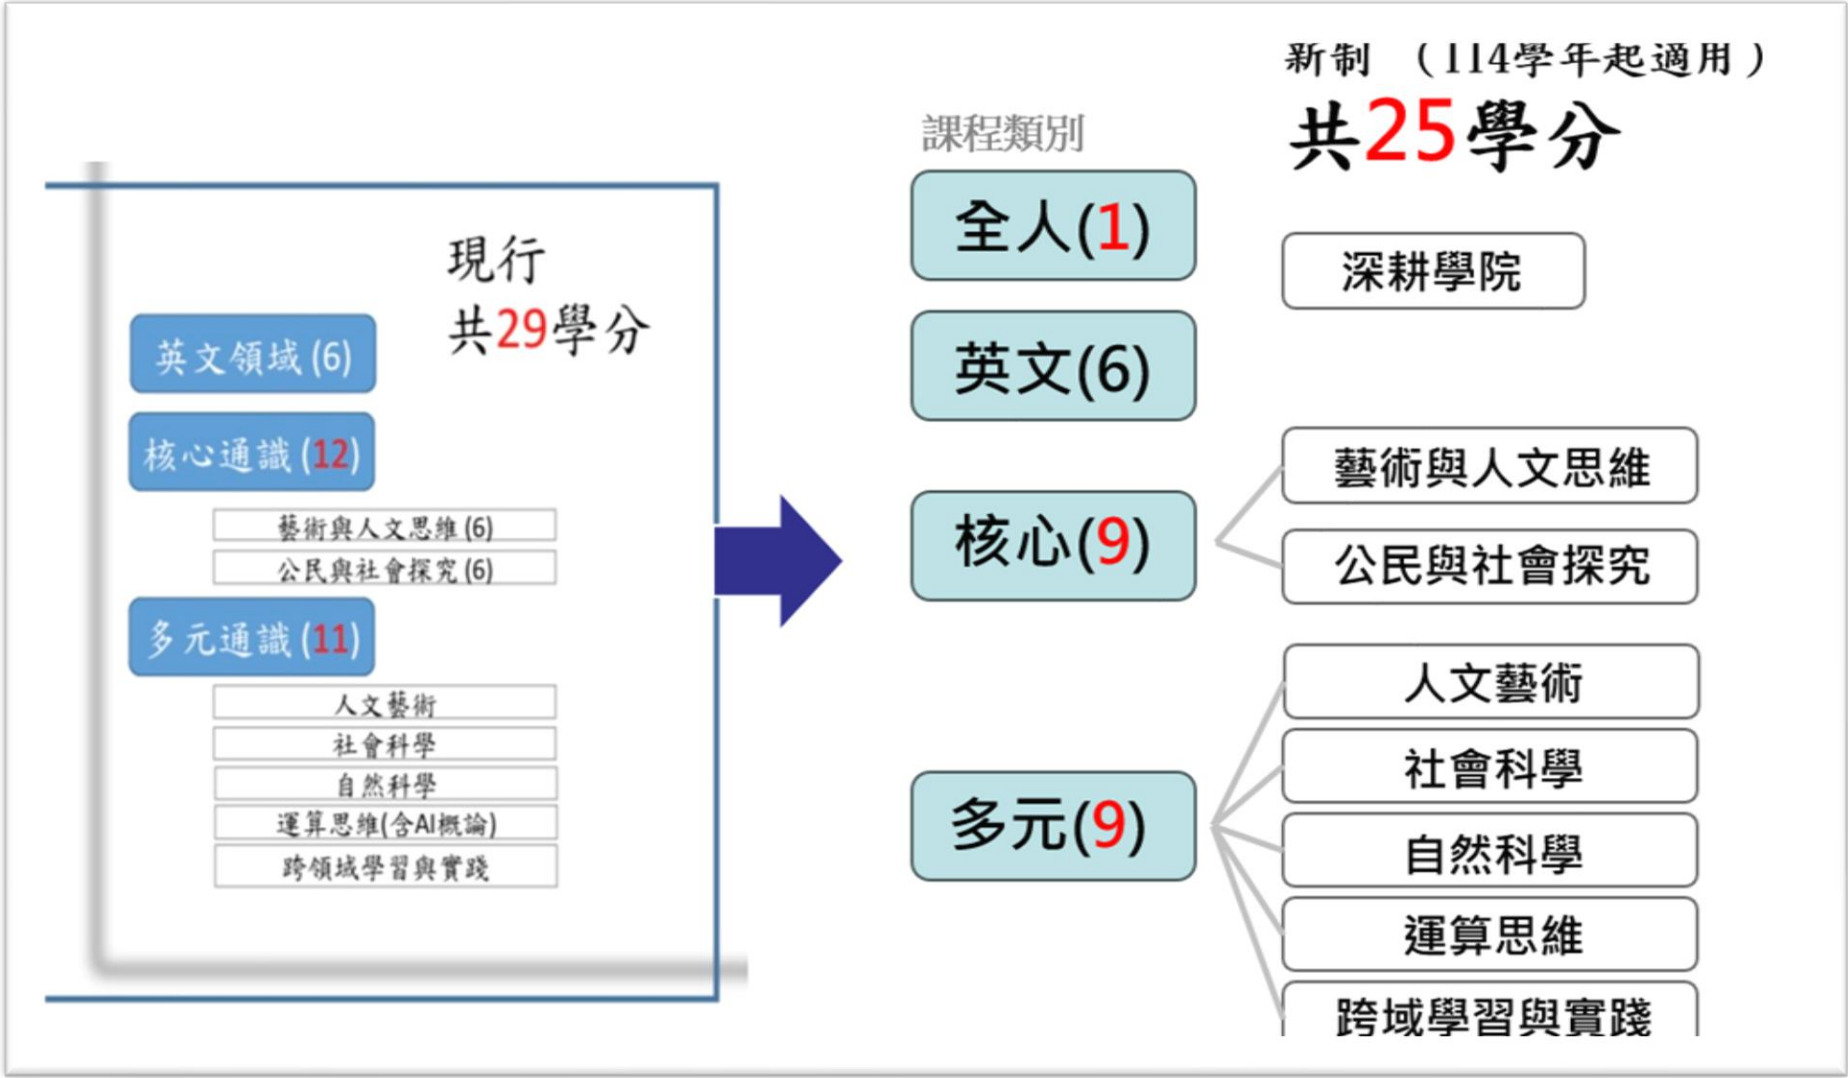 現行
共29學分
英文領域(6)
核心通識(12)
藝術與人文思維(6)
公民與社會探究(6)
多元通識(11)
人文藝術
社會科學
自然科學
運算思維(含AI概論)
跨領域學習與實踐
新制 （114學年起適用）
共25學分
課程類別
全人(1)
深耕學院
英文(6)
核心(9)
藝術與人文思維
公民與社會探究
多元(9)
人文藝術
社會科學
自然科學
運算思維
跨域學習與實踐